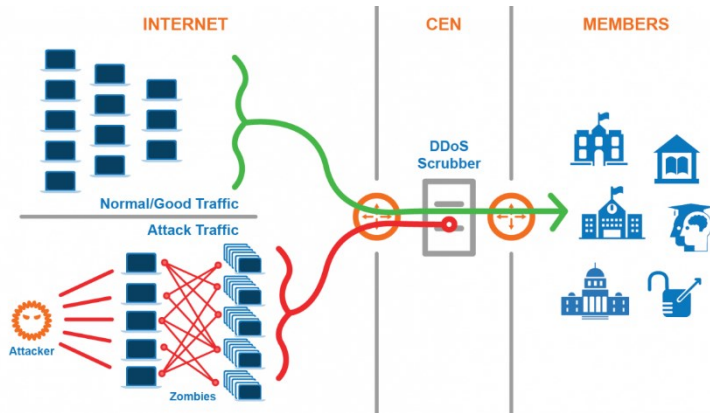 INTERNET
CEN
MEMBERS
DDoS
Scrubber
Normal/Good Traffic
Attack Traffic
Attacker
Zombies